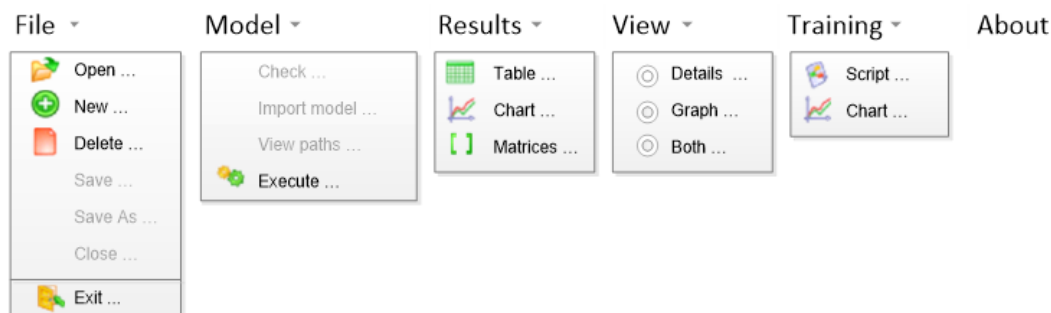 File Model Results View Training About
Open ...
New ...
Delete ...
Save ...
Save As ...
Close ...
Exit ...
Check ...
Import model ...
View paths ...
Execute ...
Table ...
Chart ...
Matrices ...
Details ...
Graph ...
Both ...
Script ...
Chart ...